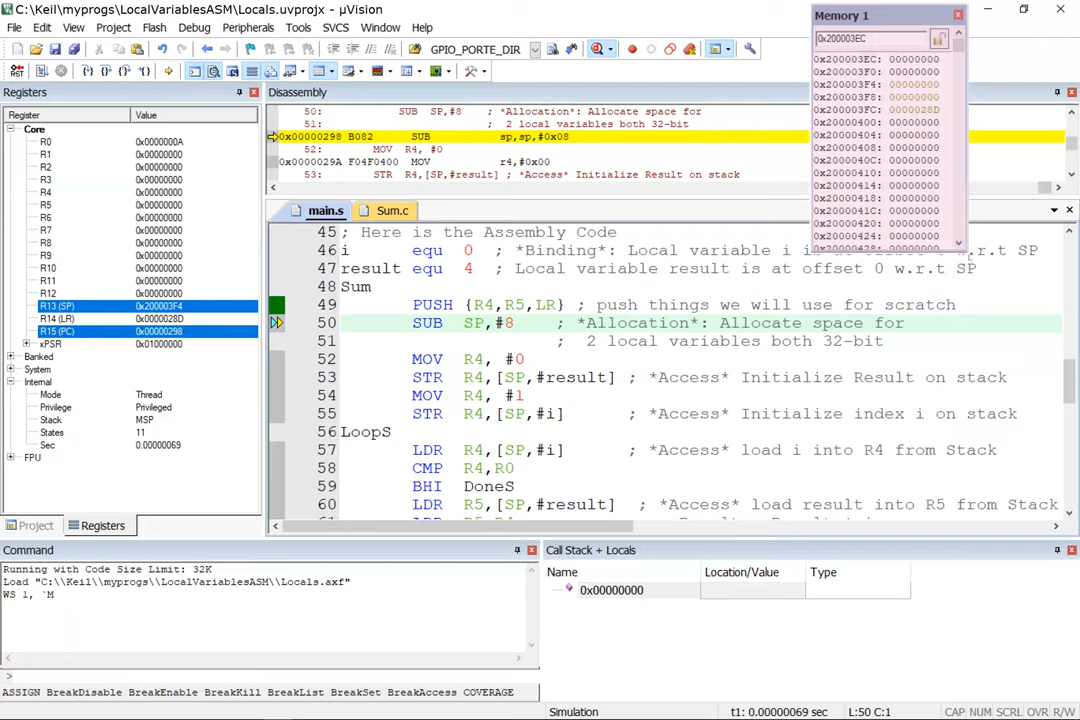 C:\Keil\myprogs\LocalVariablesASM\Locals.uvprojx - µVision
File Edit View Project Flash Debug Peripherals Tools SVCS Window Help
GPIO_PORTE_DIR
Registers
Register Value
Core
R0 0x0000000A
R1 0x00000000
R2 0x00000000
R3 0x00000000
R4 0x00000000
R5 0x00000000
R6 0x00000000
R7 0x00000000
R8 0x00000000
R9 0x00000000
R10 0x00000000
R11 0x00000000
R12 0x00000000
R13 (SP) 0x200003F4
R14 (LR) 0x0000028D
R15 (PC) 0x00000298
xPSR 0x01000000
Banked
System
Internal
Mode Thread
Privilege Privileged
Stack MSP
States 11
Sec 0.00000069
FPU
Project Registers
Disassembly
50: SUB SP,#8 ; *Allocation*: Allocate space for
51: ; 2 local variables both 32-bit
0x00000298 B082 SUB sp,sp,#0x08
52: MOV R4, #0
0x0000029A F04F0400 MOV r4,#0x00
53: STR R4,[SP,#result] ; *Access* Initialize Result on stack
Memory 1
0x200003EC
0x200003EC: 00000000
0x200003F0: 00000000
0x200003F4: 00000000
0x200003F8: 00000000
0x200003FC: 0000028D
0x20000400: 00000000
0x20000404: 00000000
0x20000408: 00000000
0x2000040C: 00000000
0x20000410: 00000000
0x20000414: 00000000
0x20000418: 00000000
0x2000041C: 00000000
0x20000420: 00000000
0x20000424: 00000000
0x20000428: 00000000
main.s Sum.c
45 ; Here is the Assembly Code
46 i equ 0 ; *Binding*: Local variable i is at offset 0 w.r.t SP
47 result equ 4 ; Local variable result is at offset 0 w.r.t SP
48 Sum
49 PUSH {R4,R5,LR} ; push things we will use for scratch
50 SUB SP,#8 ; *Allocation*: Allocate space for
51 ; 2 local variables both 32-bit
52 MOV R4, #0
53 STR R4,[SP,#result] ; *Access* Initialize Result on stack
54 MOV R4, #1
55 STR R4,[SP,#i] ; *Access* Initialize index i on stack
56 LoopS
57 LDR R4,[SP,#i] ; *Access* load i into R4 from Stack
58 CMP R4,R0
59 BHI DoneS
60 LDR R5,[SP,#result] ; *Access* load result into R5 from Stack
Command
Running with Code Size Limit: 32K
Load "C:\\Keil\\myprogs\\LocalVariablesASM\\Locals.axf"
WS 1, `M
>
ASSIGN BreakDisable BreakEnable BreakKill BreakList BreakSet BreakAccess COVERAGE
Call Stack + Locals
Name Location/Value Type
0x00000000
Simulation t1: 0.00000069 sec L:50 C:1 CAP NUM SCRL OVR R/W